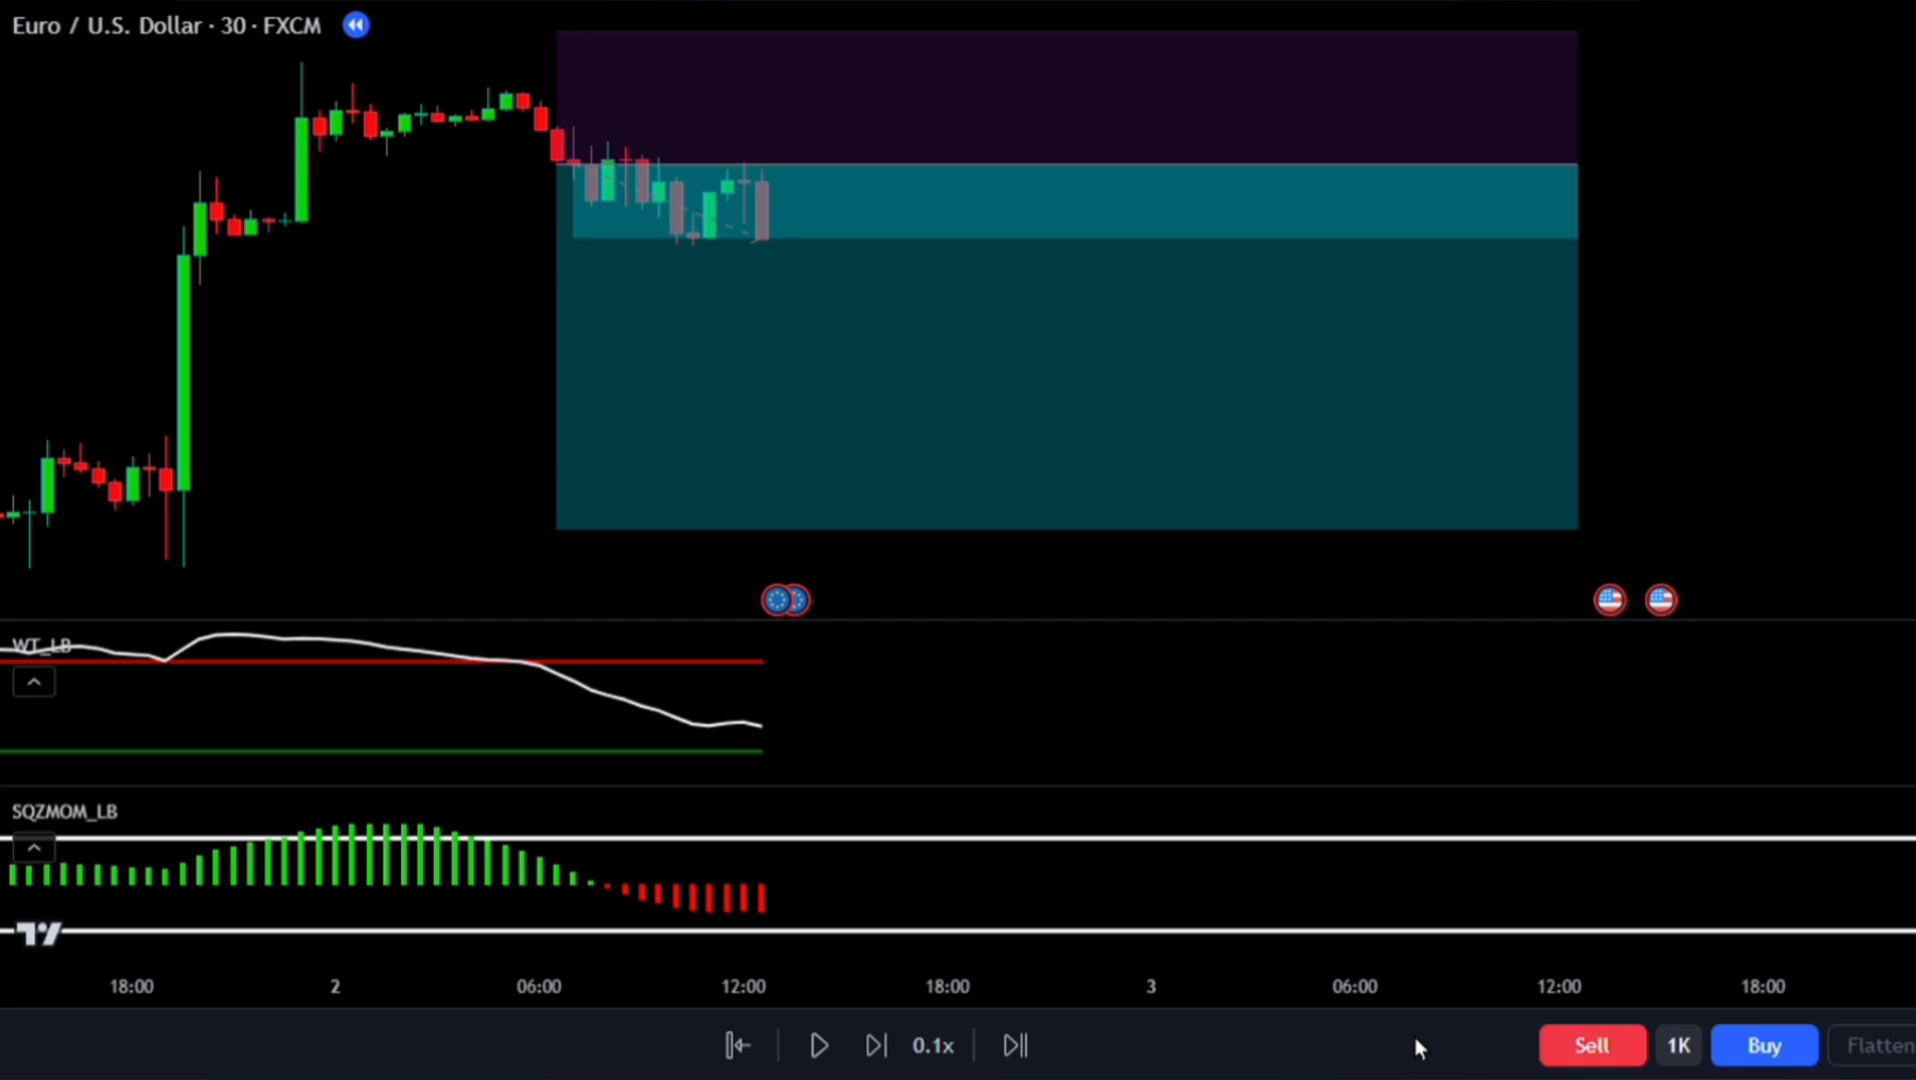 Euro / U.S. Dollar · 30 · FXCM
WT_LB
SQZMOM_LB
18:00 2 06:00 12:00 18:00 3 06:00 12:00 18:00
0.1x Sell 1K Buy Flatten